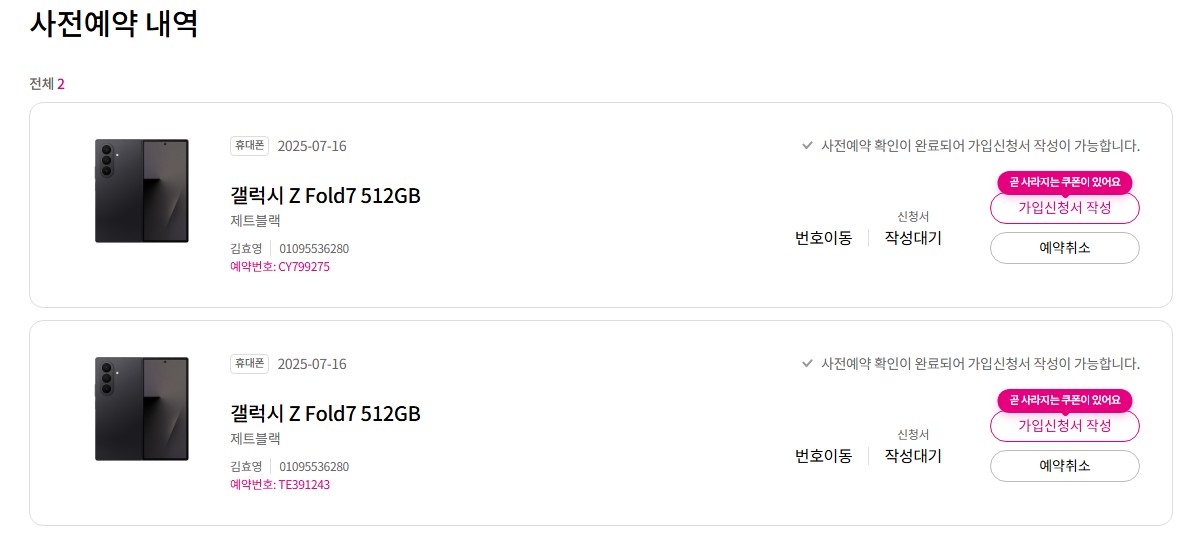 사전예약 내역
전체 2
휴대폰 2025-07-16
사전예약 확인이 완료되어 가입신청서 작성이 가능합니다.
갤럭시 Z Fold7 512GB
제트블랙
김효영 01095536280
예약번호: CY799275
번호이동
신청서
작성대기
곧 사라지는 쿠폰이 있어요
가입신청서 작성
예약취소
휴대폰 2025-07-16
사전예약 확인이 완료되어 가입신청서 작성이 가능합니다.
갤럭시 Z Fold7 512GB
제트블랙
김효영 01095536280
예약번호: TE391243
번호이동
신청서
작성대기
곧 사라지는 쿠폰이 있어요
가입신청서 작성
예약취소